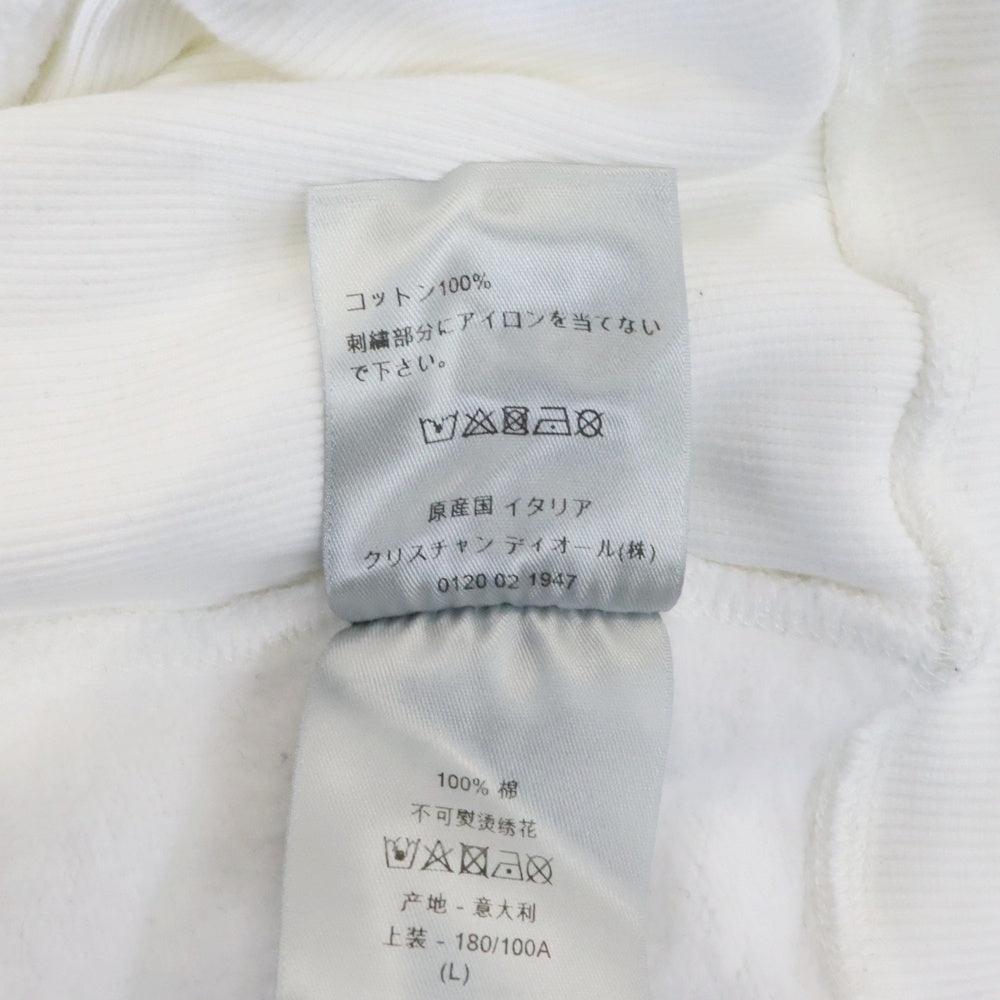 コットン100%
刺繍部分にアイロンを当てない
で下さい。
原産国 イタリア
クリスチャン ディオール(株)
0120 02 1947
100% 棉
不可熨烫绣花
产地 - 意大利
上装 - 180/100A
(L)